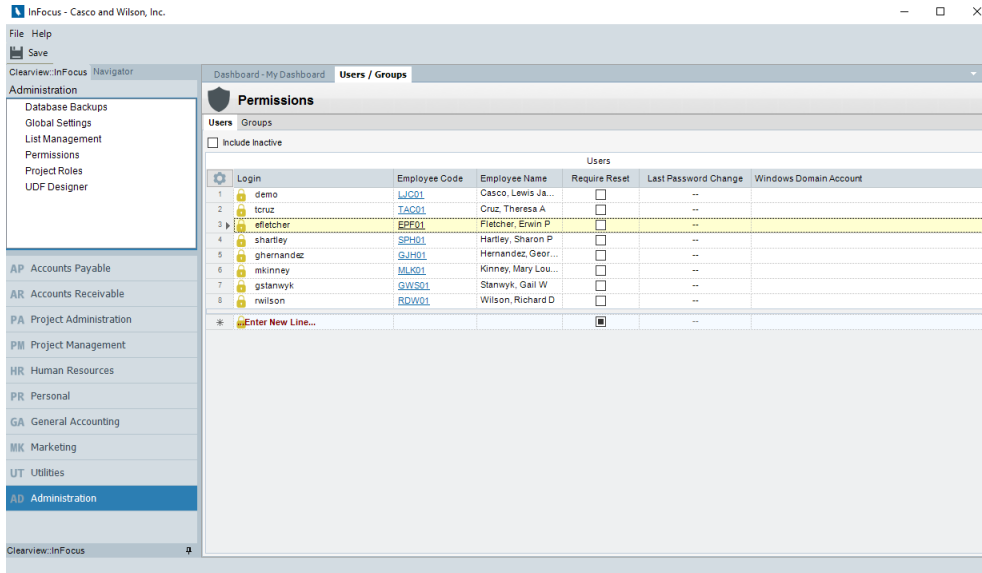 InFocus - Casco and Wilson, Inc.
File Help
Save
Clearview::InFocus Navigator
Administration
Database Backups
Global Settings
List Management
Permissions
Project Roles
UDF Designer
AP Accounts Payable
AR Accounts Receivable
PA Project Administration
PM Project Management
HR Human Resources
PR Personal
GA General Accounting
MK Marketing
UT Utilities
AD Administration
Clearview::InFocus
Dashboard - My Dashboard Users / Groups
Permissions
Users Groups
Include Inactive
Users
Login Employee Code Employee Name Require Reset Last Password Change Windows Domain Account
1 demo LJC01 Casco, Lewis Ja... --
2 tcruz TAC01 Cruz, Theresa A --
3 efletcher EPF01 Fletcher, Erwin P --
4 shartley SPH01 Hartley, Sharon P --
5 ghernandez GJH01 Hernandez, Geor... --
6 mkinney MLK01 Kinney, Mary Lou... --
7 gstanwyk GWS01 Stanwyk, Gail W --
8 rwilson RDW01 Wilson, Richard D --
Enter New Line... --